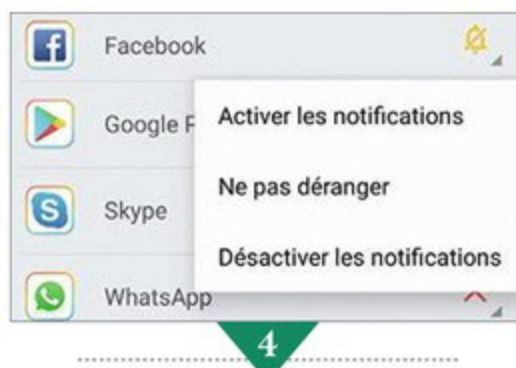 Facebook
Google P
Activer les notifications
Ne pas déranger
Skype
Désactiver les notifications
WhatsApp
4